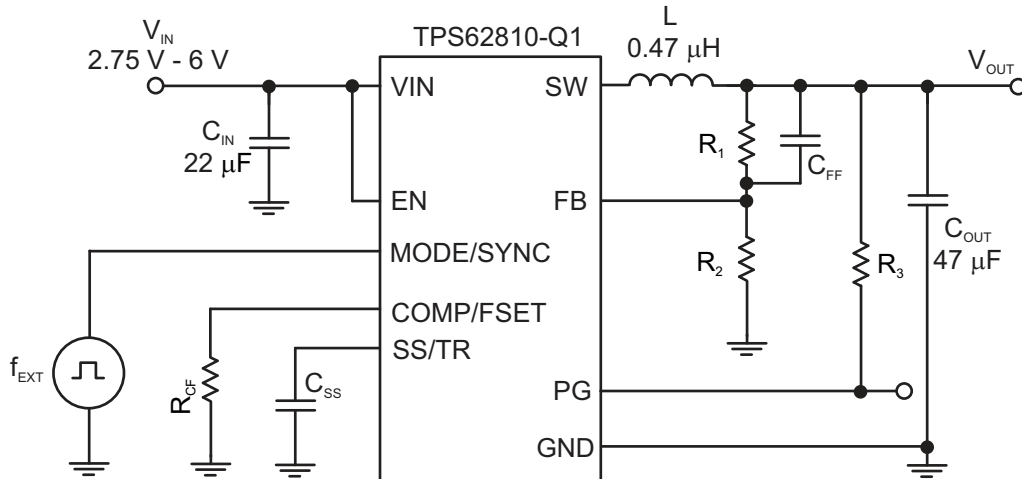 V_IN
2.75 V - 6 V
TPS62810-Q1
L
0.47 μH
V_OUT
VIN
SW
C_IN
22 μF
R_1
C_FF
EN
FB
C_OUT
47 μF
MODE/SYNC
R_2
R_3
COMP/FSET
SS/TR
f_EXT
R_CF
C_SS
PG
GND